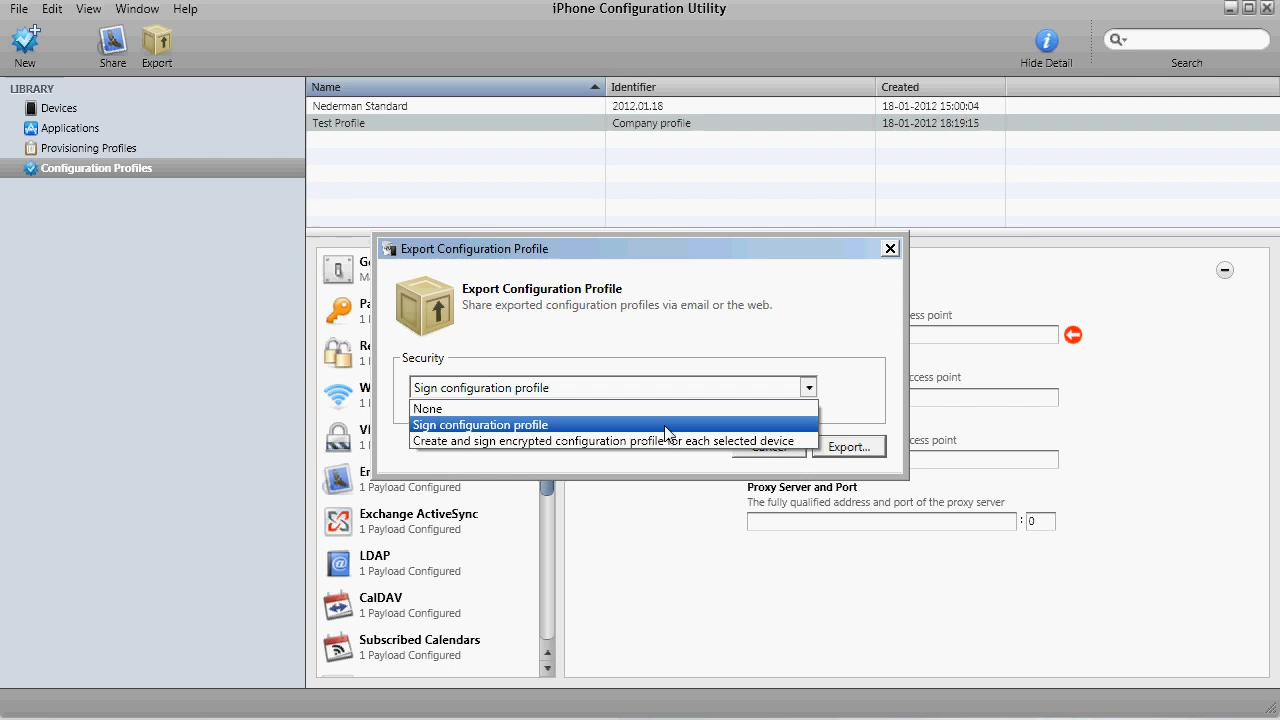 File Edit View Window Help
iPhone Configuration Utility
New Share Export Hide Detail Search
LIBRARY
Devices
Applications
Provisioning Profiles
Configuration Profiles
Name Identifier Created
Nederman Standard 2012.01.18 18-01-2012 15:00:04
Test Profile Company profile 18-01-2012 18:19:15
Export Configuration Profile
Export Configuration Profile
Share exported configuration profiles via email or the web.
Security
Sign configuration profile
None
Sign configuration profile
Create and sign encrypted configuration profile for each selected device
Export...
ess point
ccess point
ccess point
1 Payload Configured
Exchange ActiveSync
1 Payload Configured
LDAP
1 Payload Configured
CalDAV
1 Payload Configured
Subscribed Calendars
1 Payload Configured
Proxy Server and Port
The fully qualified address and port of the proxy server
: 0